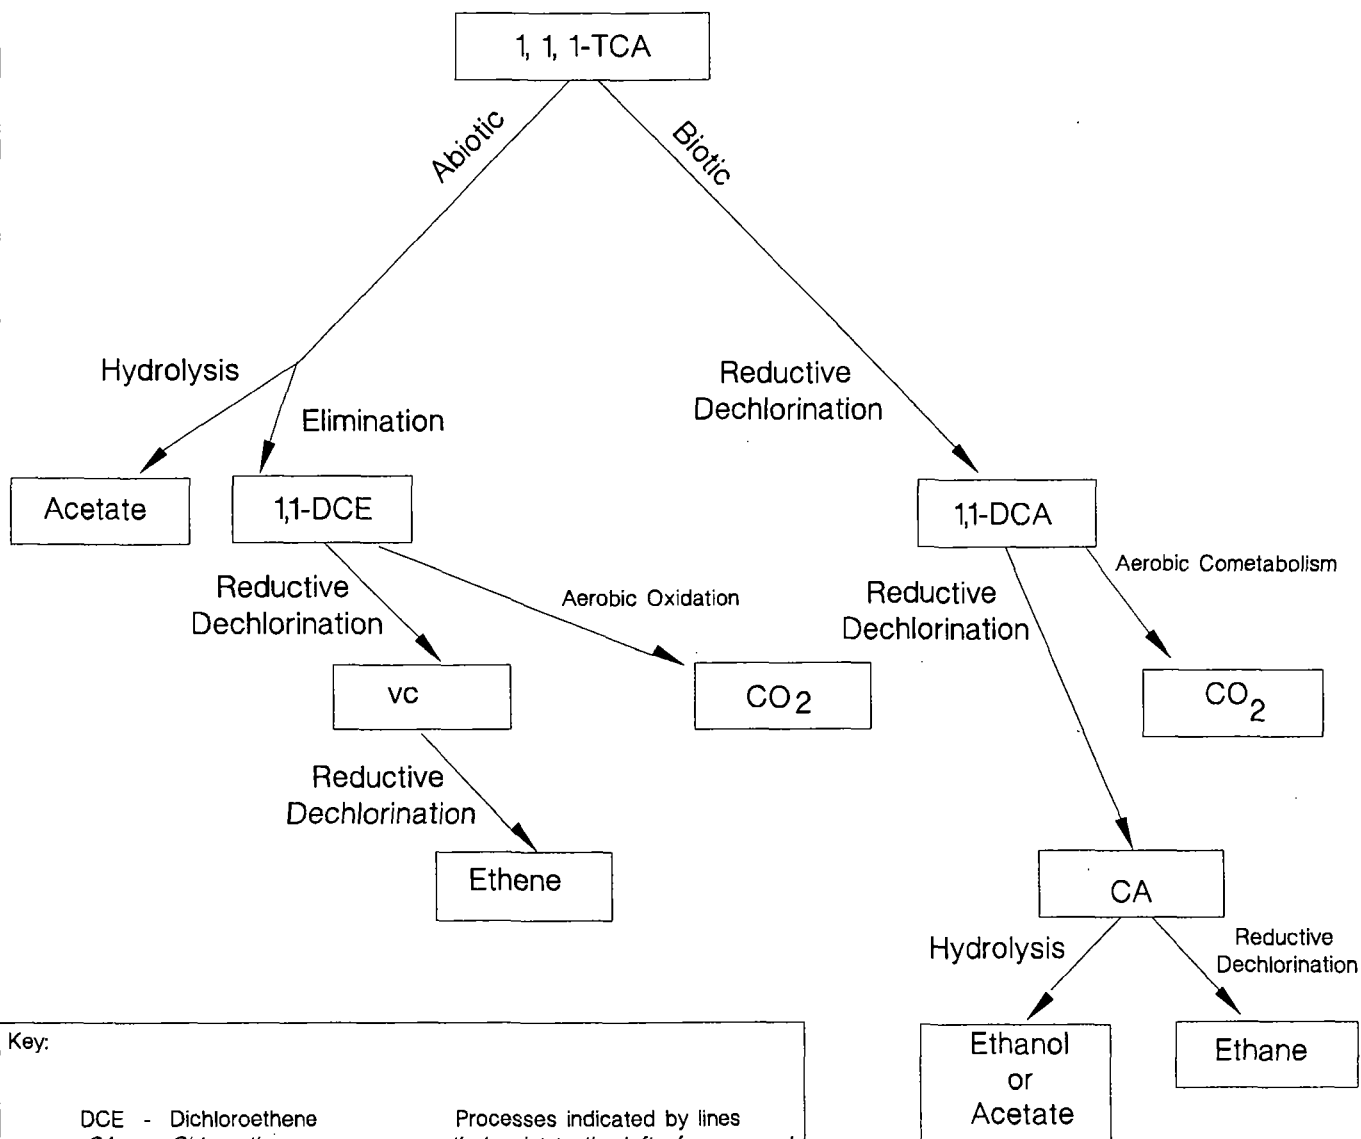 1, 1, 1-TCA
Abiotic
Biotic
Hydrolysis
Elimination
Reductive
Dechlorination
Acetate
1,1-DCE
1,1-DCA
Reductive
Dechlorination
Aerobic Oxidation
Reductive
Dechlorination
Aerobic Cometabolism
vc
CO2
CO2
Reductive
Dechlorination
Ethene
CA
Hydrolysis
Reductive
Dechlorination
Ethanol
or
Acetate
Ethane
Key:
DCE - Dichloroethene
Processes indicated by lines